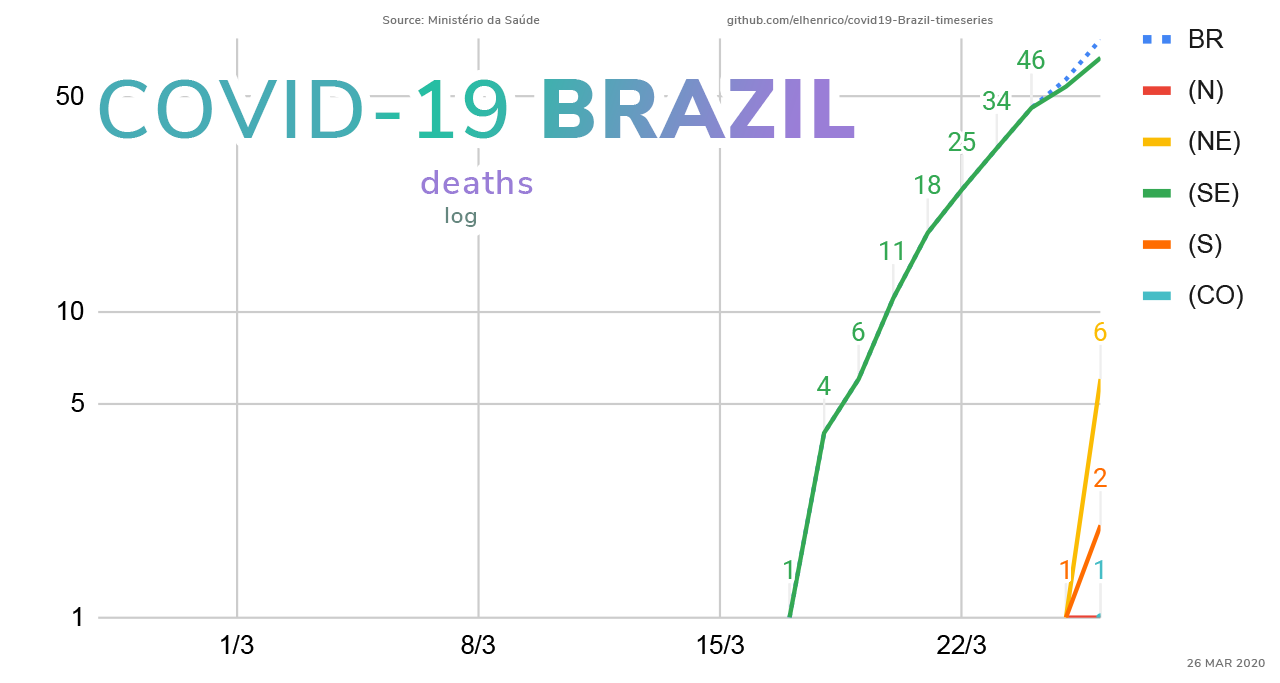 Source: Ministério da Saúde
github.com/elhenrico/covid19-Brazil-timeseries
COVID-19 BRAZIL
deaths
log
50
10
5
1
1
4
6
11
18
25
34
46
6
2
1
1
1/3
8/3
15/3
22/3
BR
(N)
(NE)
(SE)
(S)
(CO)
26 MAR 2020